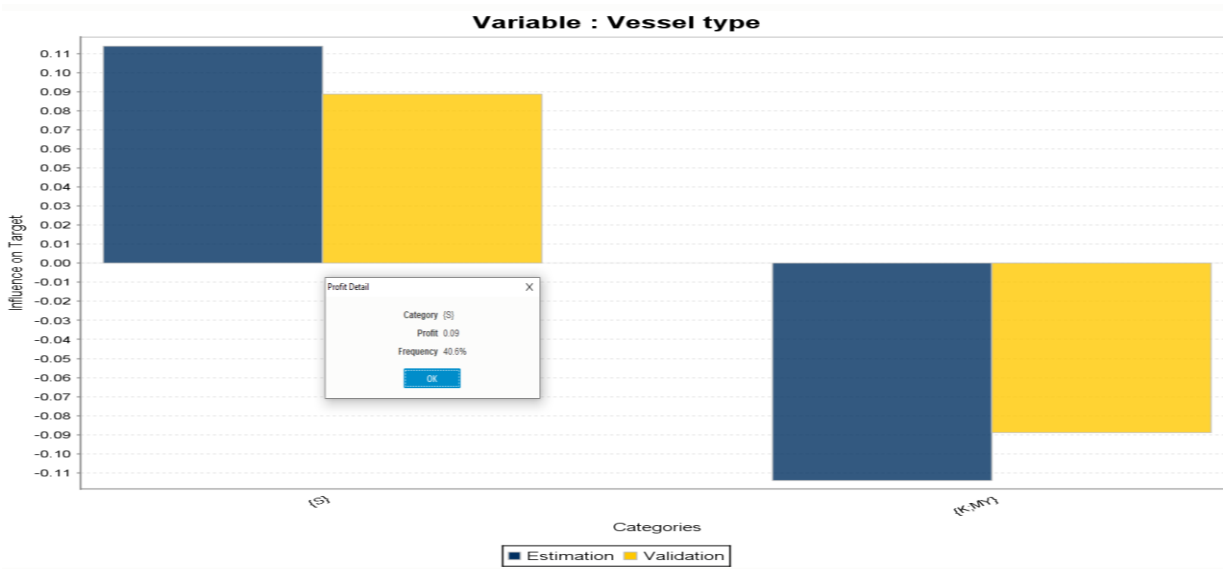 Variable : Vessel type
Influence on Target
0.11
0.10
0.09
0.08
0.07
0.06
0.05
0.04
0.03
0.02
0.01
0.00
-0.01
-0.02
-0.03
-0.04
-0.05
-0.06
-0.07
-0.08
-0.09
-0.10
-0.11
Profit Detail X
Category {S}
Profit 0.09
Frequency 40.6%
OK
{S}
{K;MY}
Categories
Estimation Validation